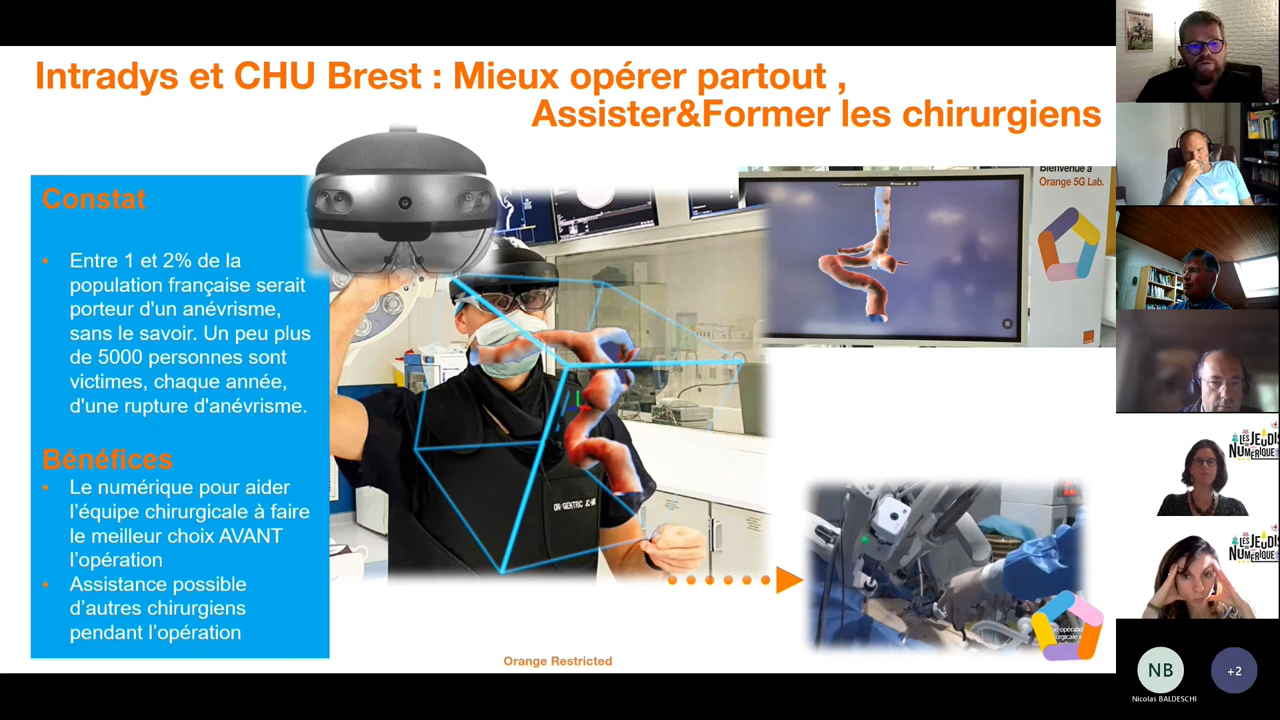 Intradys et CHU Brest : Mieux opérer partout ,
Assister&Former les chirurgiens
Constat
• Entre 1 et 2% de la
population française serait
porteur d'un anévrisme,
sans le savoir. Un peu plus
de 5000 personnes sont
victimes, chaque année,
d'une rupture d'anévrisme.
Bénéfices
• Le numérique pour aider
l'équipe chirurgicale à faire
le meilleur choix AVANT
l'opération
• Assistance possible
d'autres chirurgiens
pendant l'opération
Bienvenue à
Orange 5G Lab.
GENTRIC
opération
Orange Restricted
LES JEUDIS
NUMÉRIQUE
LES JEUDIS
NUMÉRIQUE
NB
+2
Nicolas BALDESCHI